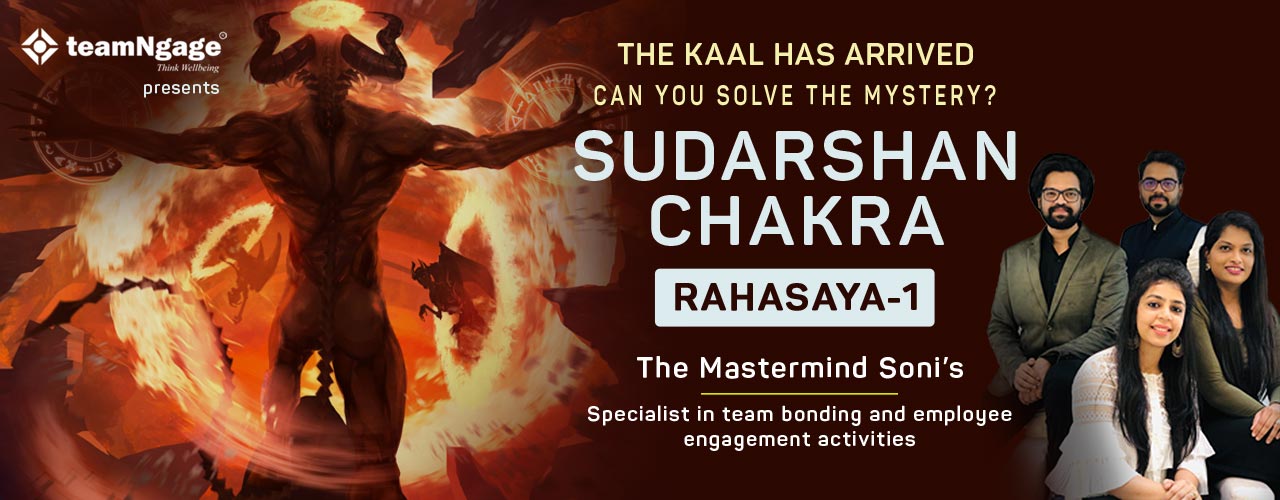 teamNgage
Think Wellbeing
presents
THE KAAL HAS ARRIVED
CAN YOU SOLVE THE MYSTERY?
SUDARSHAN
CHAKRA
RAHASAYA-1
The Mastermind Soni's
Specialist in team bonding and employee
engagement activities